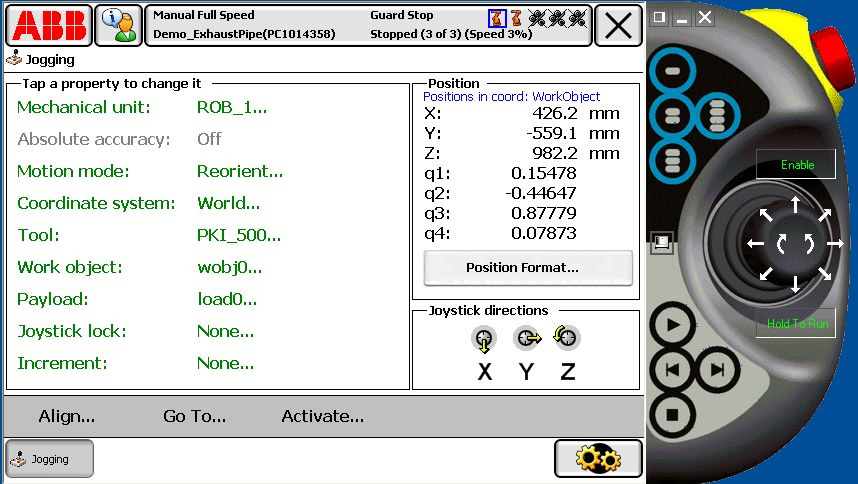 ABB
Manual Full Speed
Guard Stop
Demo_ExhaustPipe(PC1014358)
Stopped (3 of 3) (Speed 3%)
Jogging
Tap a property to change it
Mechanical unit: ROB_1...
Absolute accuracy: Off
Motion mode: Reorient...
Coordinate system: World...
Tool: PKI_500...
Work object: wobj0...
Payload: load0...
Joystick lock: None...
Increment: None...
Position
Positions in coord: WorkObject
X: 426.2 mm
Y: -559.1 mm
Z: 982.2 mm
q1: 0.15478
q2: -0.44647
q3: 0.87779
q4: 0.07873
Position Format...
Joystick directions
X Y Z
Align... Go To... Activate...
Jogging
Enable
Hold To Run